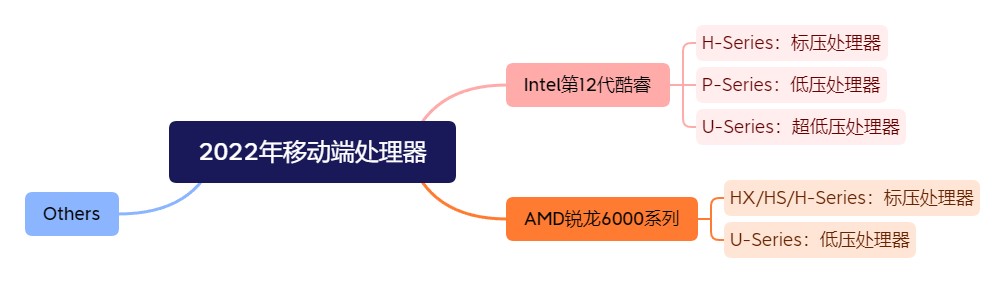 2022年移动端处理器
Intel第12代酷睿
H-Series：标压处理器
P-Series：低压处理器
U-Series：超低压处理器
AMD锐龙6000系列
HX/HS/H-Series：标压处理器
U-Series：低压处理器
Others